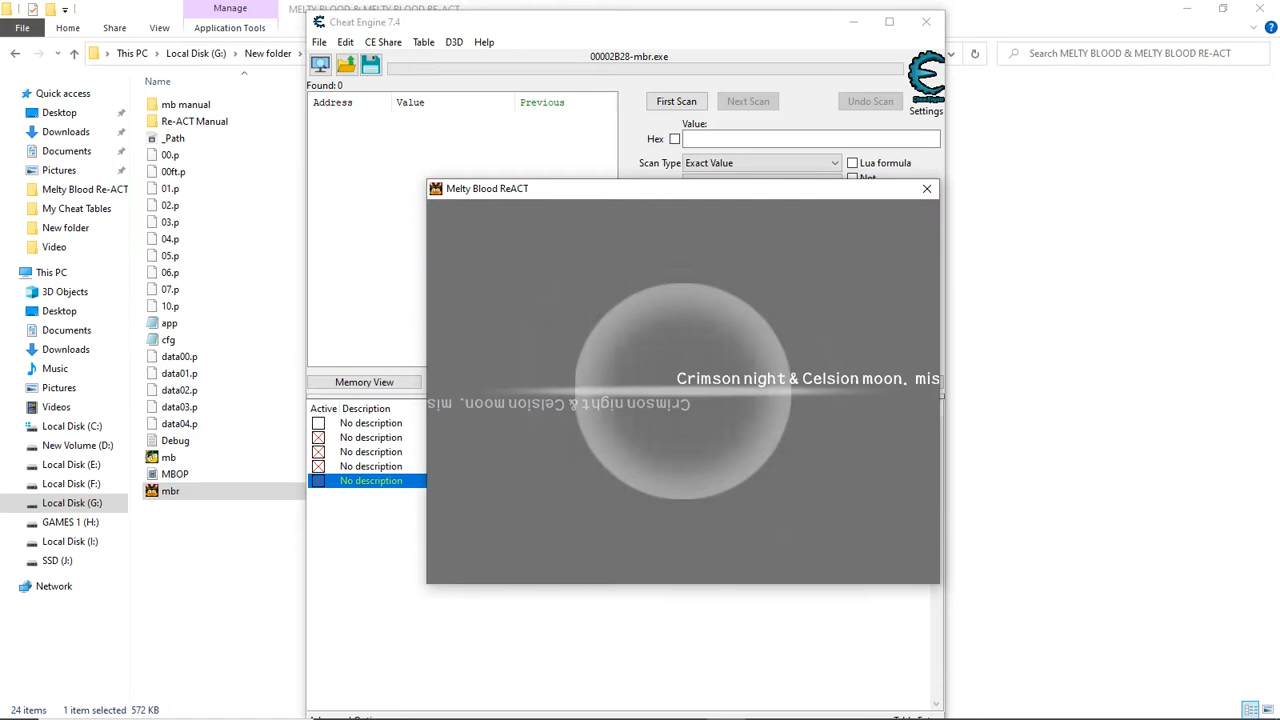 Manage
MELTY BLOOD & MELTY BLOOD RE-ACT
File
Home
Share
View
Application Tools
This PC
Local Disk (G:)
New folder
Search MELTY BLOOD & MELTY BLOOD RE-ACT
Quick access
Desktop
Downloads
Documents
Pictures
Melty Blood Re-ACT
My Cheat Tables
New folder
Video
This PC
3D Objects
Desktop
Documents
Downloads
Music
Pictures
Videos
Local Disk (C:)
New Volume (D:)
Local Disk (E:)
Local Disk (F:)
Local Disk (G:)
GAMES 1 (H:)
Local Disk (I:)
SSD (J:)
Network
Name
mb manual
Re-ACT Manual
_Path
00.p
00ft.p
01.p
02.p
03.p
04.p
05.p
06.p
07.p
10.p
app
cfg
data00.p
data01.p
data02.p
data03.p
data04.p
Debug
mb
MBOP
mbr
24 items
1 item selected 572 KB
Cheat Engine 7.4
File Edit CE Share Table D3D Help
00002B28-mbr.exe
Found: 0
Address Value Previous
First Scan
Next Scan
Undo Scan
Settings
Value:
Hex
Scan Type
Exact Value
Lua formula
Not
Memory View
Active Description
No description
No description
No description
No description
No description
Melty Blood ReACT
Crimson night & Celsion moon. mis
Crimson night & Celsion moon. mis